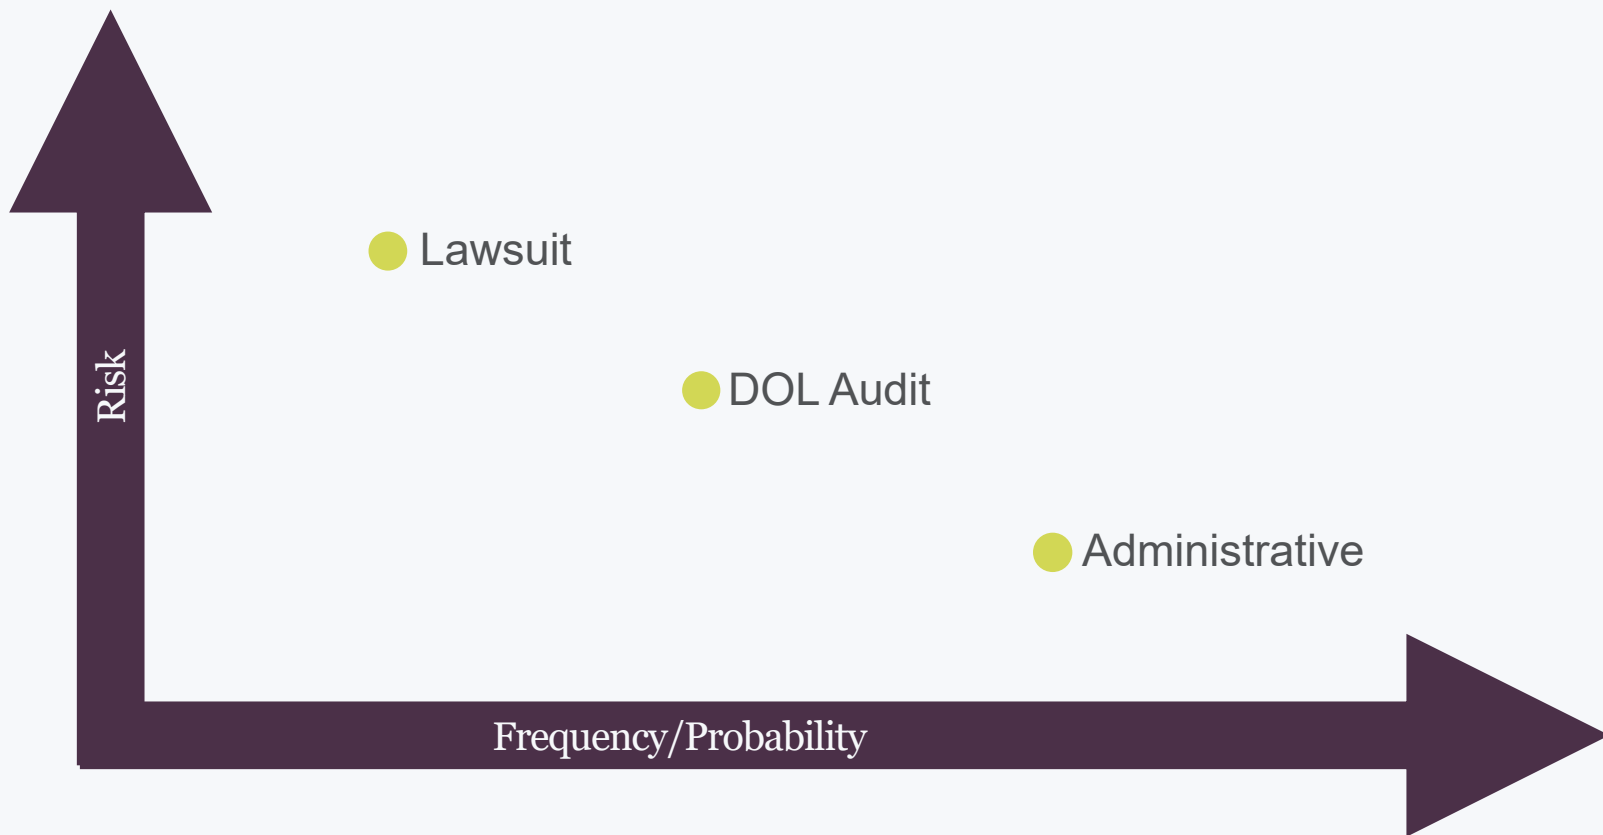 Lawsuit
DOL Audit
Risk
Administrative
Frequency/Probability